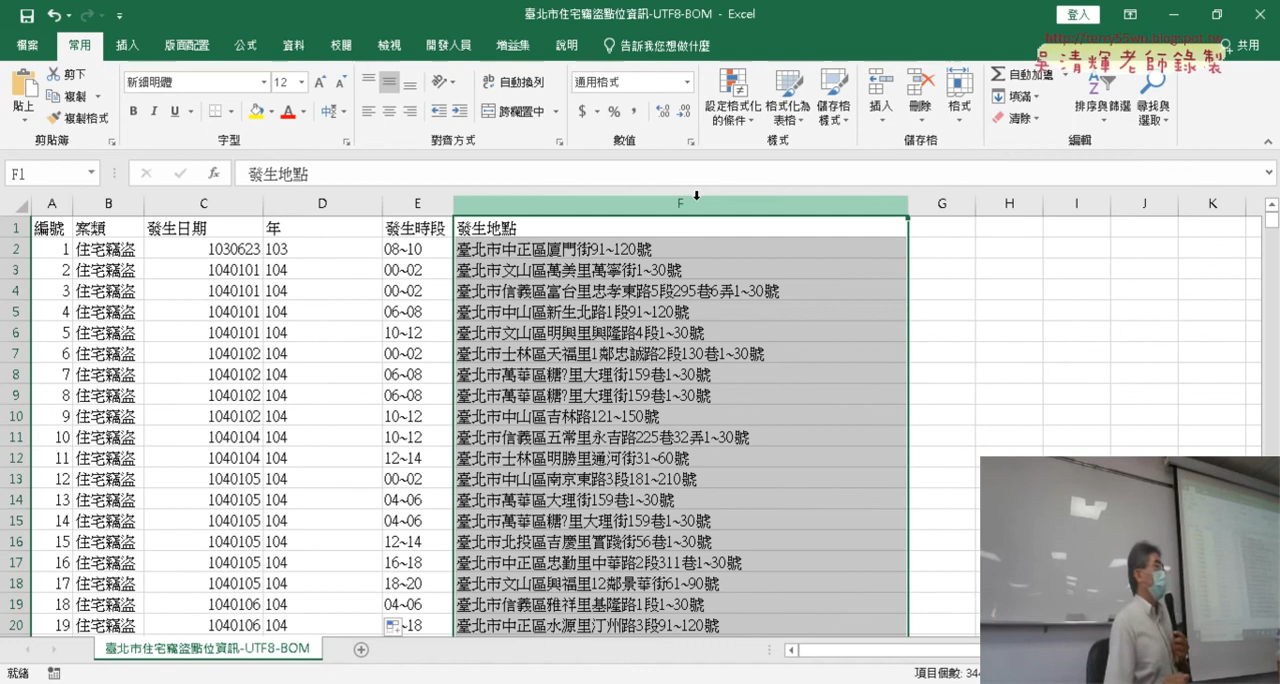 臺北市住宅竊盜點位資訊-UTF8-BOM - Excel
登入
檔案 常用 插入 版面配置 公式 資料 校閱 檢視 開發人員 增益集 說明 告訴我您想做什麼 共用
http://terry55wu.blogspot.tw
吳清輝老師錄製
貼上 剪下 複製 複製格式
新細明體 12
B I U
自動換列
跨欄置中
通用格式
設定格式化的條件 格式化為表格 儲存格樣式
插入 刪除 格式
自動加總 填滿 清除
排序與篩選 尋找與選取
剪貼簿 字型 對齊方式 數值 樣式 儲存格 編輯
F1 fx 發生地點
A B C D E F G H I J K
1 編號 案類 發生日期 年 發生時段 發生地點
2 1 住宅竊盜 1030623 103 08~10 臺北市中正區廈門街91~120號
3 2 住宅竊盜 1040101 104 00~02 臺北市文山區萬美里萬寧街1~30號
4 3 住宅竊盜 1040101 104 00~02 臺北市信義區富台里忠孝東路5段295巷6弄1~30號
5 4 住宅竊盜 1040101 104 06~08 臺北市中山區新生北路1段91~120號
6 5 住宅竊盜 1040101 104 10~12 臺北市文山區明興里興隆路4段1~30號
7 6 住宅竊盜 1040102 104 00~02 臺北市士林區天福里1鄰忠誠路2段130巷1~30號
8 7 住宅竊盜 1040102 104 06~08 臺北市萬華區糖?里大理街159巷1~30號
9 8 住宅竊盜 1040102 104 06~08 臺北市萬華區糖?里大理街159巷1~30號
10 9 住宅竊盜 1040102 104 10~12 臺北市中山區吉林路121~150號
11 10 住宅竊盜 1040104 104 10~12 臺北市信義區五常里永吉路225巷32弄1~30號
12 11 住宅竊盜 1040104 104 12~14 臺北市士林區明勝里通河街31~60號
13 12 住宅竊盜 1040105 104 00~02 臺北市中山區南京東路3段181~210號
14 13 住宅竊盜 1040105 104 04~06 臺北市萬華區大理街159巷1~30號
15 14 住宅竊盜 1040105 104 04~06 臺北市萬華區糖?里大理街159巷1~30號
16 15 住宅竊盜 1040105 104 12~14 臺北市北投區吉慶里實踐街56巷1~30號
17 16 住宅竊盜 1040105 104 16~18 臺北市中正區忠勤里中華路2段311巷1~30號
18 17 住宅竊盜 1040105 104 18~20 臺北市文山區興福里12鄰景華街61~90號
19 18 住宅竊盜 1040106 104 04~06 臺北市信義區雅祥里基隆路1段1~30號
20 19 住宅竊盜 1040106 104 ~18 臺北市中正區水源里汀州路3段91~120號
臺北市住宅竊盜點位資訊-UTF8-BOM
就緒 項目個數: 34